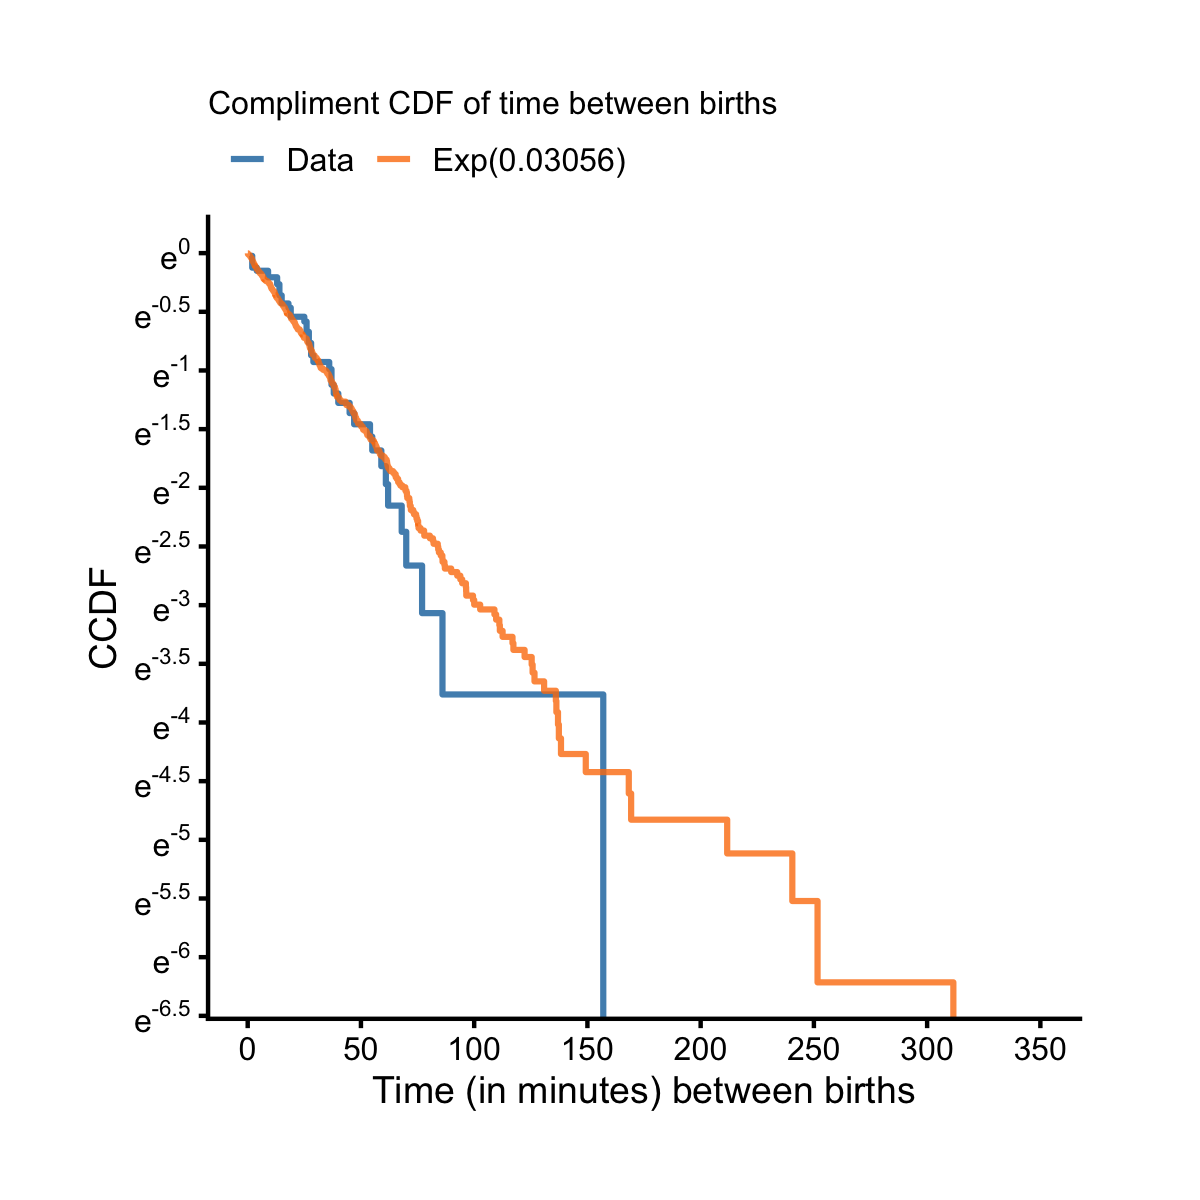 Compliment CDF of time between births
Data Exp(0.03056)
e^0
e^-0.5
e^-1
e^-1.5
e^-2
e^-2.5
e^-3
e^-3.5
e^-4
e^-4.5
e^-5
e^-5.5
e^-6
e^-6.5
CCDF
0 50 100 150 200 250 300 350
Time (in minutes) between births